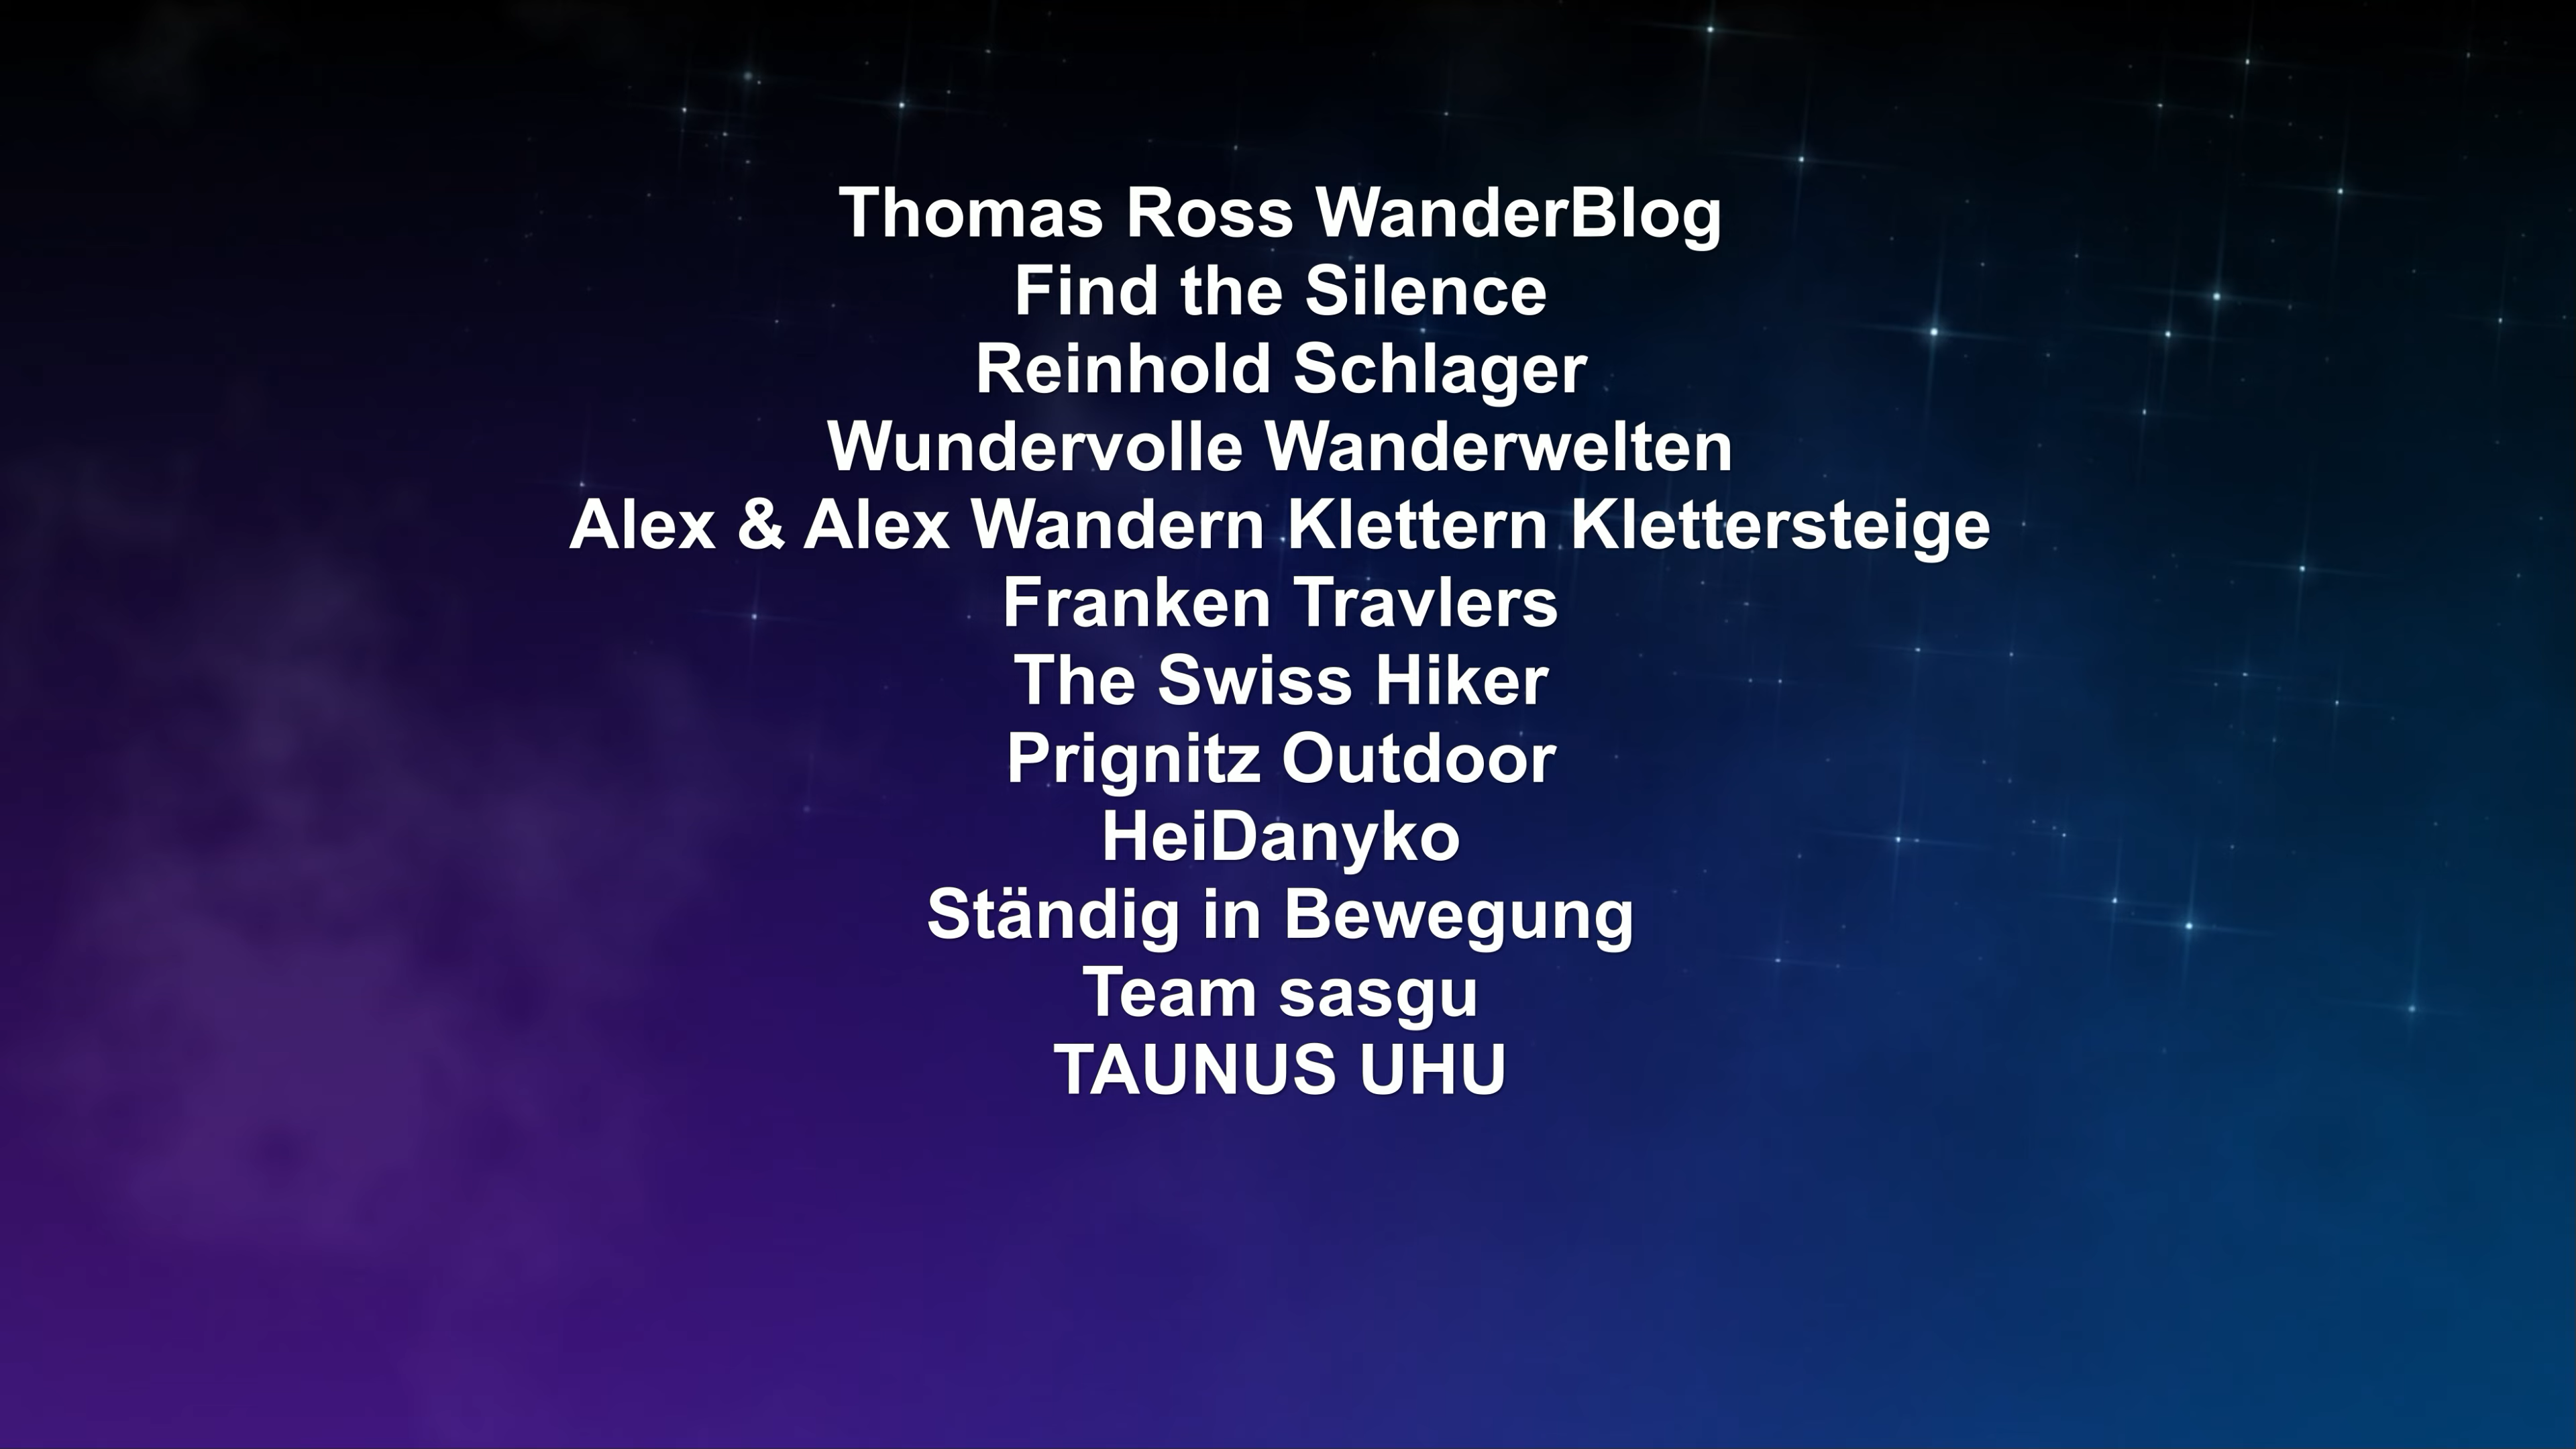 Thomas Ross WanderBlog
Find the Silence
Reinhold Schlager
Wundervolle Wanderwelten
Alex & Alex Wandern Klettern Klettersteige
Franken Travlers
The Swiss Hiker
Prignitz Outdoor
HeiDanyko
Ständig in Bewegung
Team sasgu
TAUNUS UHU